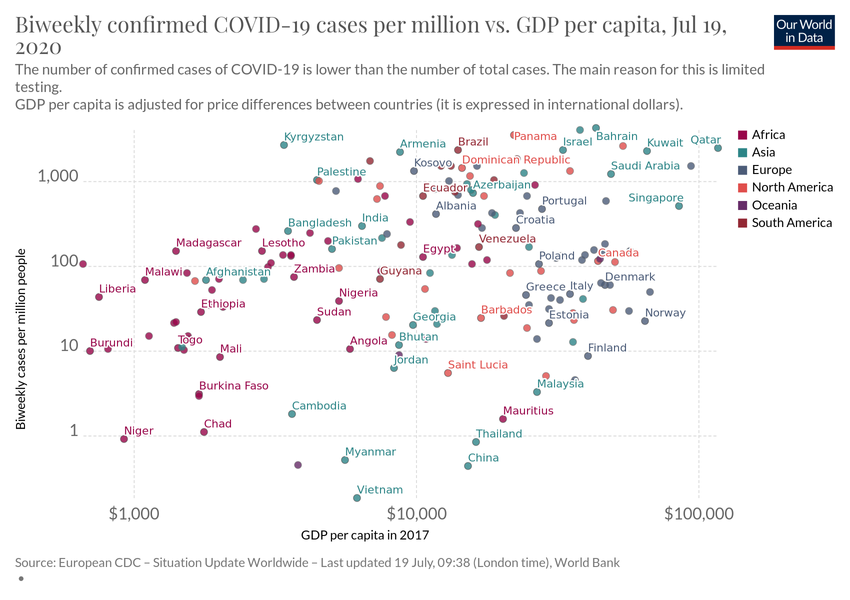 Biweekly confirmed COVID-19 cases per million vs. GDP per capita, Jul 19,
2020
Our World
in Data
The number of confirmed cases of COVID-19 is lower than the number of total cases. The main reason for this is limited
testing.
GDP per capita is adjusted for price differences between countries (it is expressed in international dollars).
Kyrgyzstan
Armenia
Brazil
Panama
Israel
Bahrain
Kuwait
Qatar
Africa
Asia
Europe
North America
Oceania
South America
Palestine
Kosovo
Dominican Republic
Saudi Arabia
1,000
Ecuador
Azerbaijan
Portugal
Singapore
Albania
Bangladesh
India
Croatia
Madagascar
Lesotho
Pakistan
Egypt
Venezuela
Poland
Canada
100
Malawi
Afghanistan
Zambia
Guyana
Denmark
Liberia
Nigeria
Greece
Italy
Ethiopia
Sudan
Georgia
Barbados
Estonia
Norway
10
Burundi
Togo
Mali
Angola
Bhutan
Finland
Jordan
Saint Lucia
Burkina Faso
Malaysia
Cambodia
Mauritius
1
Niger
Chad
Thailand
Myanmar
China
Vietnam
Biweekly cases per million people
$1,000
$10,000
$100,000
GDP per capita in 2017
Source: European CDC – Situation Update Worldwide – Last updated 19 July, 09:38 (London time), World Bank